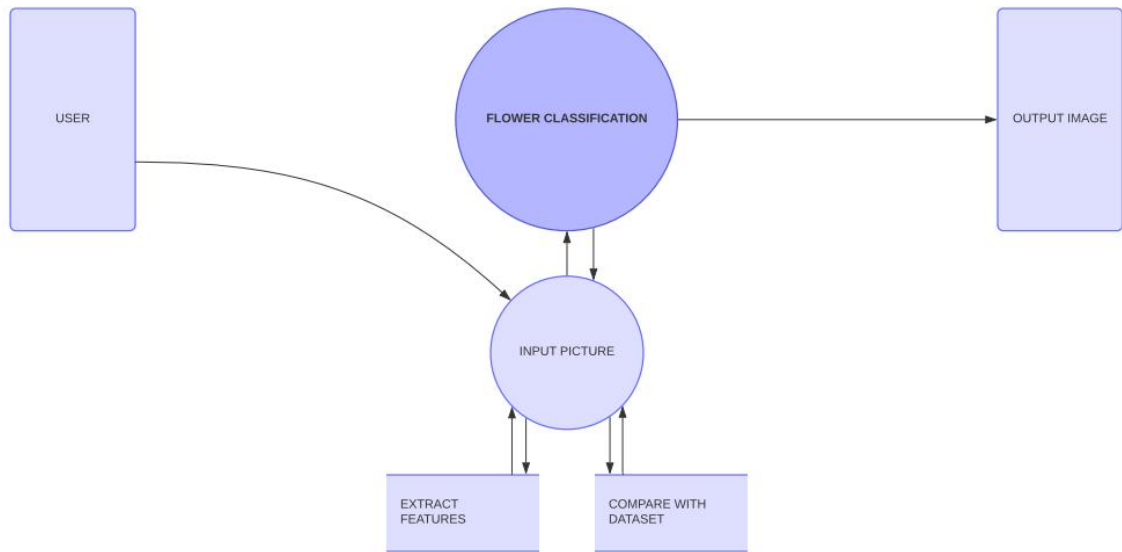 USER
FLOWER CLASSIFICATION
OUTPUT IMAGE
INPUT PICTURE
EXTRACT
FEATURES
COMPARE WITH
DATASET